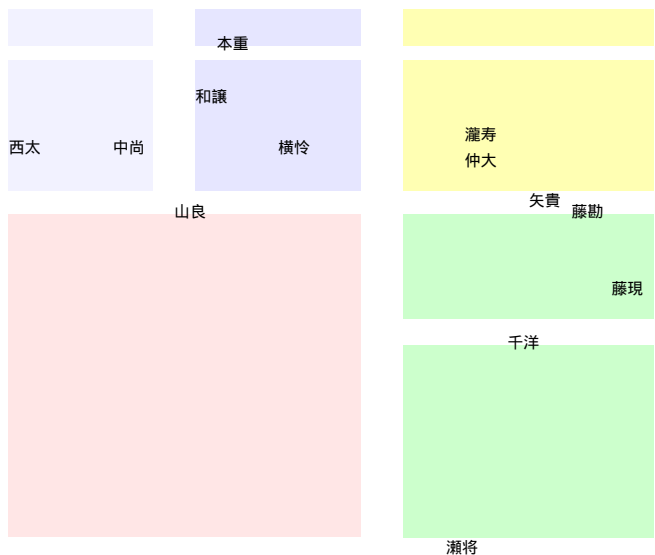 本重
和譲
瀧寿
西太
中尚
横怜
仲大
矢貴
山良
藤勘
藤現
千洋
瀬将